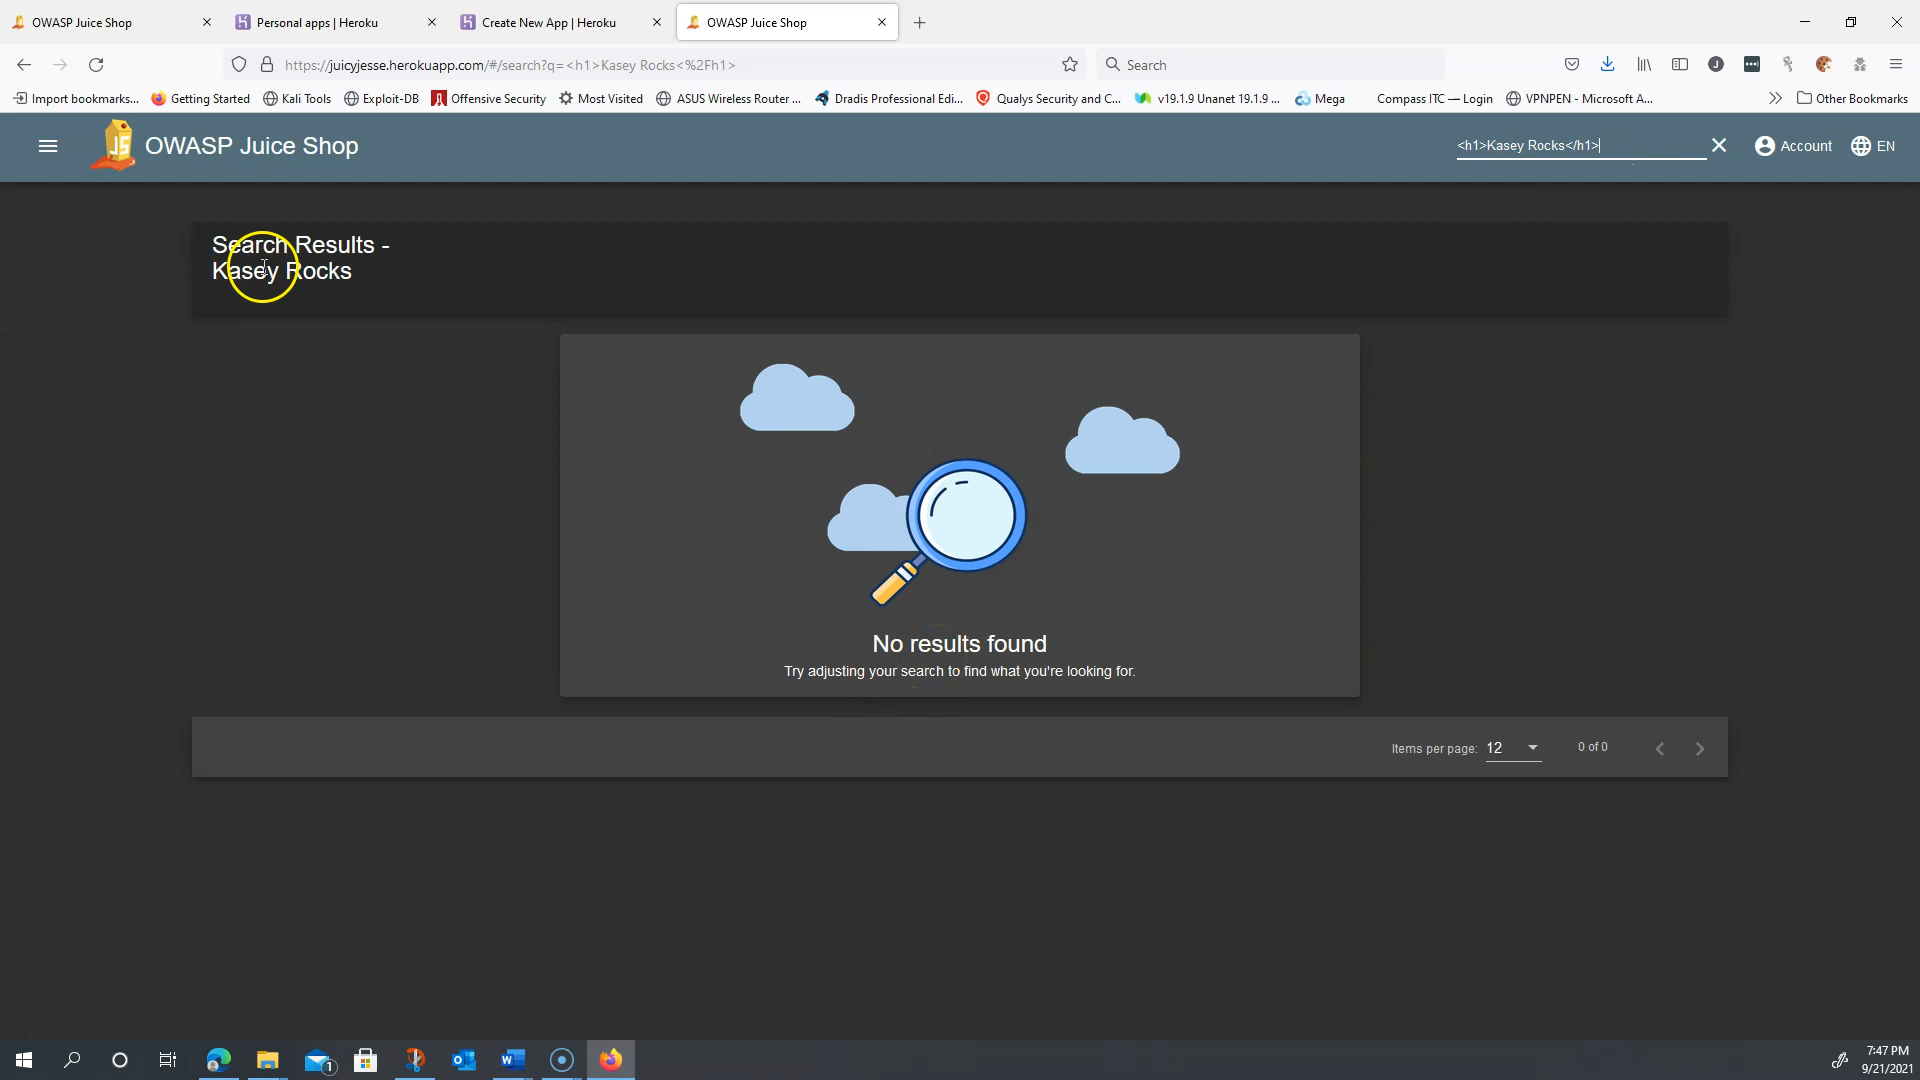 OWASP Juice Shop
Personal apps | Heroku
Create New App | Heroku
OWASP Juice Shop
https://juicyjesse.herokuapp.com/#/search?q=<h1>Kasey Rocks<%2Fh1>
Search
J
Import bookmarks...
Getting Started
Kali Tools
Exploit-DB
Offensive Security
Most Visited
ASUS Wireless Router ...
Dradis Professional Edi...
Qualys Security and C...
v19.1.9 Unanet 19.1.9 ...
Mega
Compass ITC — Login
VPNPEN - Microsoft A...
Other Bookmarks
JS
OWASP Juice Shop
<h1>Kasey Rocks</h1>
Account
EN
Search Results -
Kasey Rocks
No results found
Try adjusting your search to find what you're looking for.
Items per page: 12
0 of 0
1
7:47 PM
9/21/2021